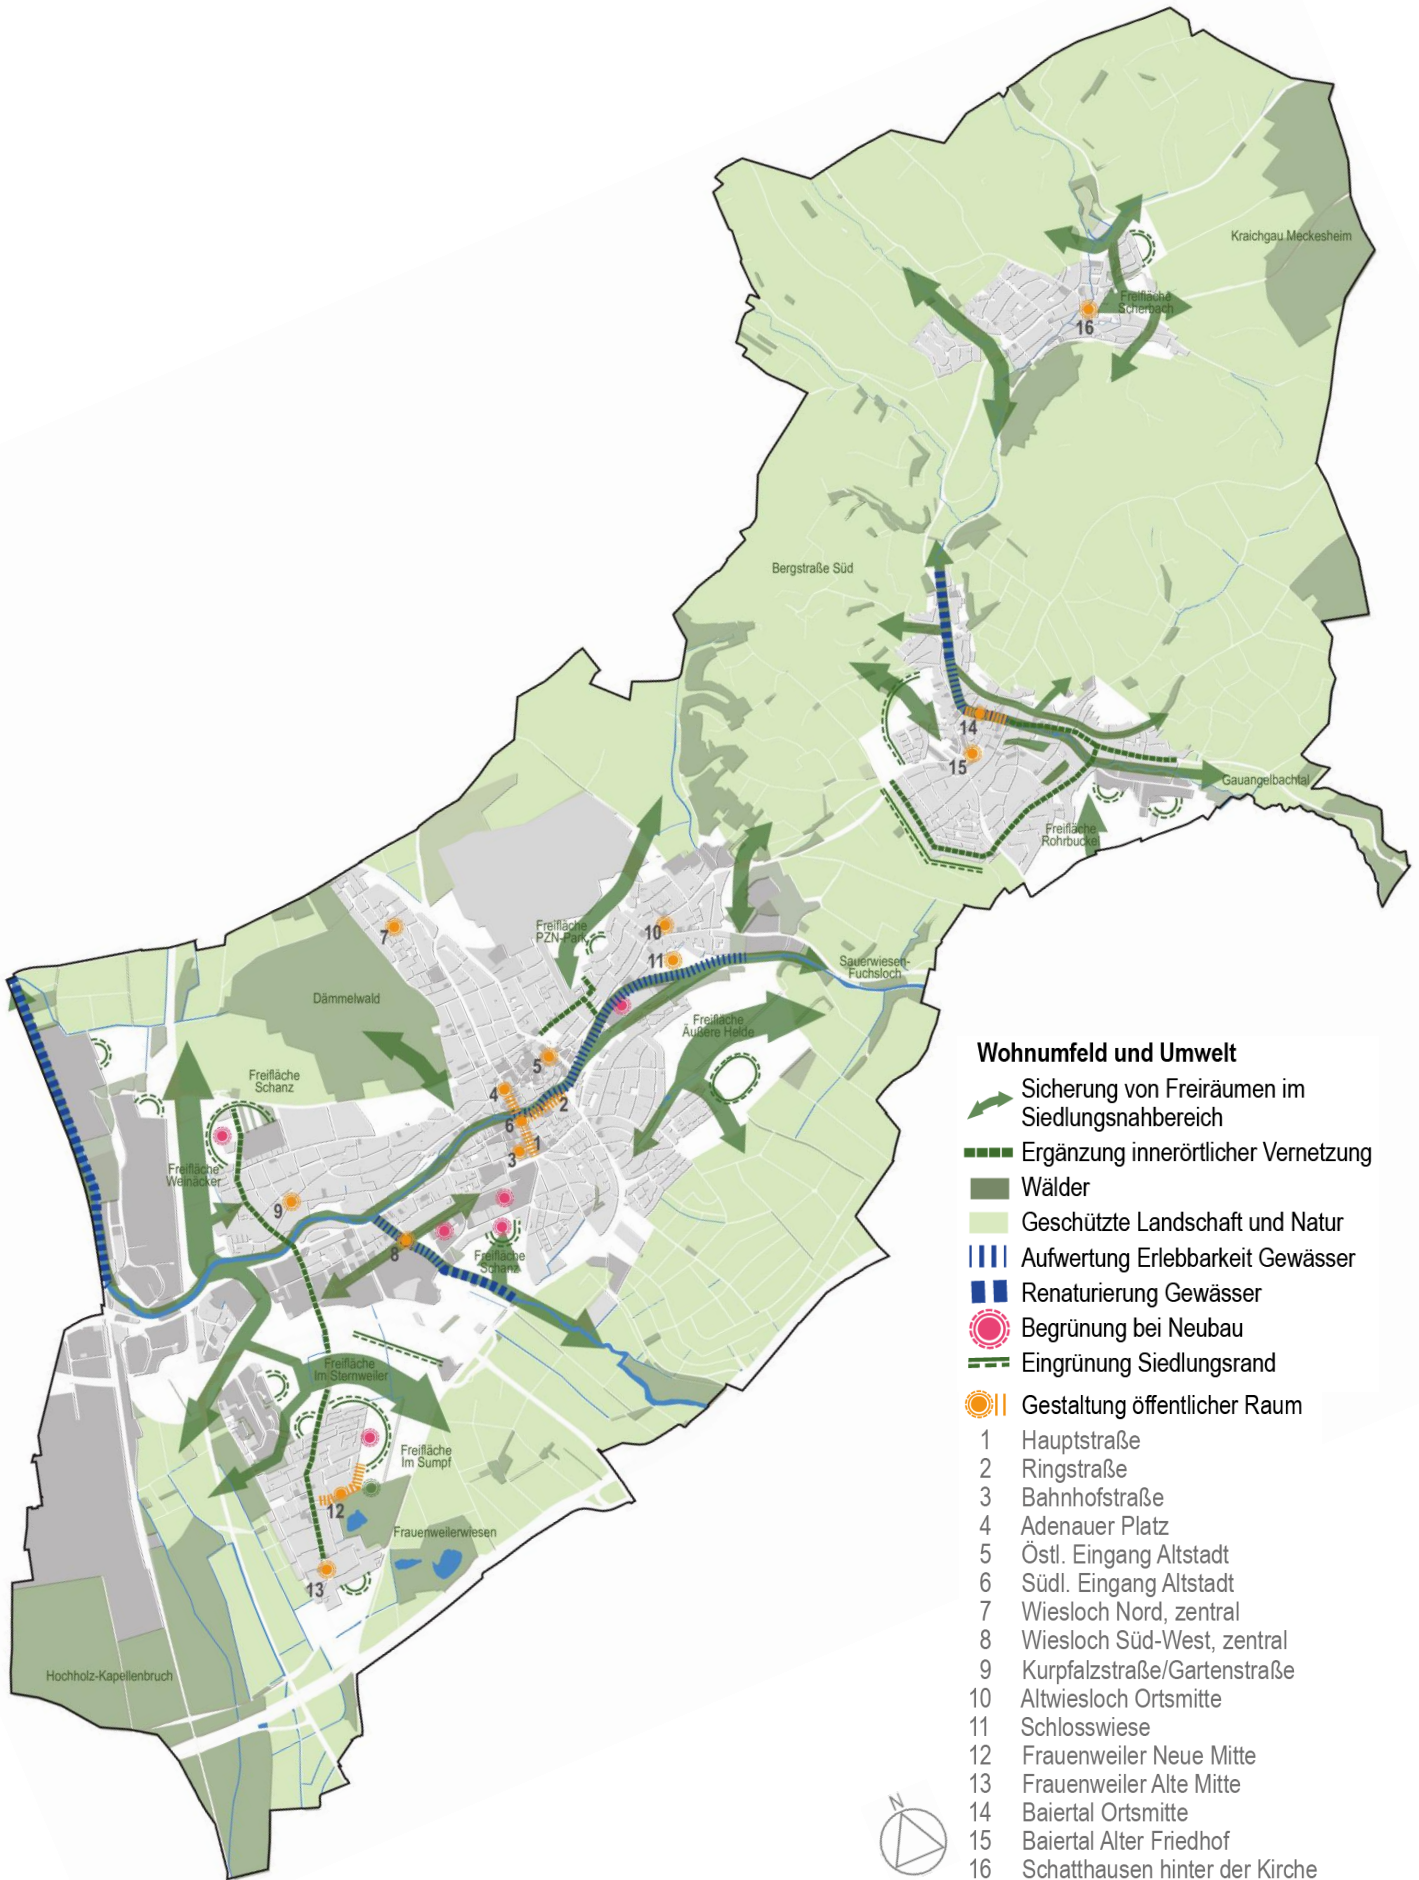 Kraichgau Meckesheim
Freifläche
Scherbach
16
Bergstraße Süd
14
15
Gauangelbachtal
Freifläche
Rohrbuckel
7
Freifläche
PZN-Park
10
11
Sauerwiesen-
Fuchsloch
Dämmelwald
Freifläche
Äußere Helde
5
Freifläche
Schanz
4
2
6
1
3
Freifläche
Weinäcker
9
8
Freifläche
Schanz
Freifläche
Im Sternweiler
Freifläche
Im Sumpf
12
Frauenweilerwiesen
13
Hochholz-Kapellenbruch
Wohnumfeld und Umwelt
Sicherung von Freiräumen im
Siedlungsnahbereich
Ergänzung innerörtlicher Vernetzung
Wälder
Geschützte Landschaft und Natur
Aufwertung Erlebbarkeit Gewässer
Renaturierung Gewässer
Begrünung bei Neubau
Eingrünung Siedlungsrand
Gestaltung öffentlicher Raum
1 Hauptstraße
2 Ringstraße
3 Bahnhofstraße
4 Adenauer Platz
5 Östl. Eingang Altstadt
6 Südl. Eingang Altstadt
7 Wiesloch Nord, zentral
8 Wiesloch Süd-West, zentral
9 Kurpfalzstraße/Gartenstraße
10 Altwiesloch Ortsmitte
11 Schlosswiese
12 Frauenweiler Neue Mitte
13 Frauenweiler Alte Mitte
14 Baiertal Ortsmitte
15 Baiertal Alter Friedhof
16 Schatthausen hinter der Kirche
N